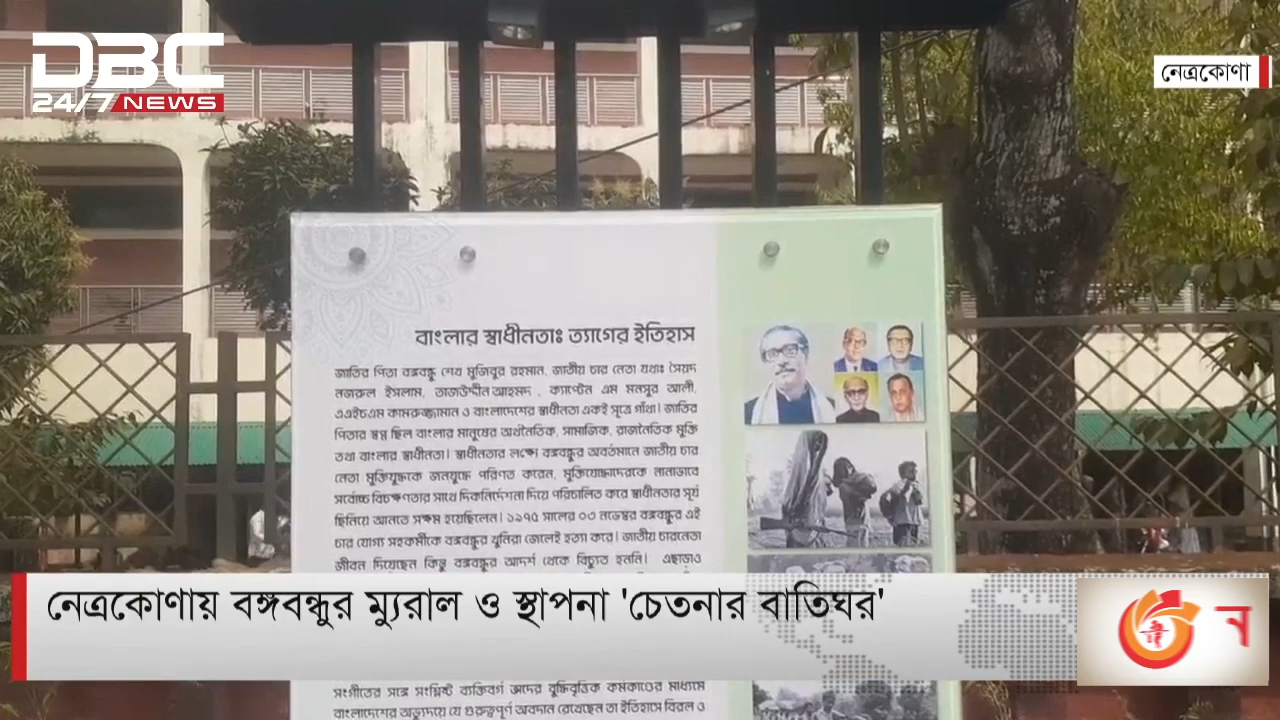 DBC
24/7 NEWS
নেত্রকোণা
বাংলার স্বাধীনতাঃ ত্যাগের ইতিহাস
জাতির পিতা বঙ্গবন্ধু শেখ মুজিবুর রহমান, জাতীয় চার নেতা যথাঃ সৈয়দ
নজরুল ইসলাম, তাজউদ্দীন আহমদ , ক্যাপ্টেন এম মনসুর আলী,
এএইচএম কামরুজ্জামান ও বাংলাদেশের স্বাধীনতা একই সূত্রে গাঁথা। জাতির
পিতার স্বপ্ন ছিল বাংলার মানুষের অর্থনৈতিক, সামাজিক, রাজনৈতিক মুক্তি
তথা বাংলার স্বাধীনতা। স্বাধীনতার লক্ষ্যে বঙ্গবন্ধুর অবর্তমানে জাতীয় চার
নেতা মুক্তিযুদ্ধকে জনযুদ্ধে পরিণত করেন, মুক্তিযোদ্ধাদেরকে নানাভাবে
সর্বোচ্চ বিচক্ষণতার সাথে দিকনির্দেশনা দিয়ে পরিচালিত করে স্বাধীনতার সূর্য
ছিনিয়ে আনতে সক্ষম হয়েছিলেন। ১৯৭৫ সালের ০৩ নভেম্বর বঙ্গবন্ধুর এই
চার যোগ্য সহকর্মীকে বঙ্গবন্ধুর খুনিরা জেলেই হত্যা করে। জাতীয় চারনেতা
জীবন দিয়েছেন কিন্তু বঙ্গবন্ধুর আদর্শ থেকে বিচ্যুত হননি। এছাড়াও
নেত্রকোণায় বঙ্গবন্ধুর ম্যুরাল ও স্থাপনা 'চেতনার বাতিঘর'
ন
সংগীতের সঙ্গে সংশ্লিষ্ট ব্যক্তিবর্গ তাদের বুদ্ধিবৃত্তিক কর্মকাণ্ডের মাধ্যমে
বাংলাদেশের অভ্যুদয়ে যে গুরুত্বপূর্ণ অবদান রেখেছেন তা ইতিহাসে বিরল ও